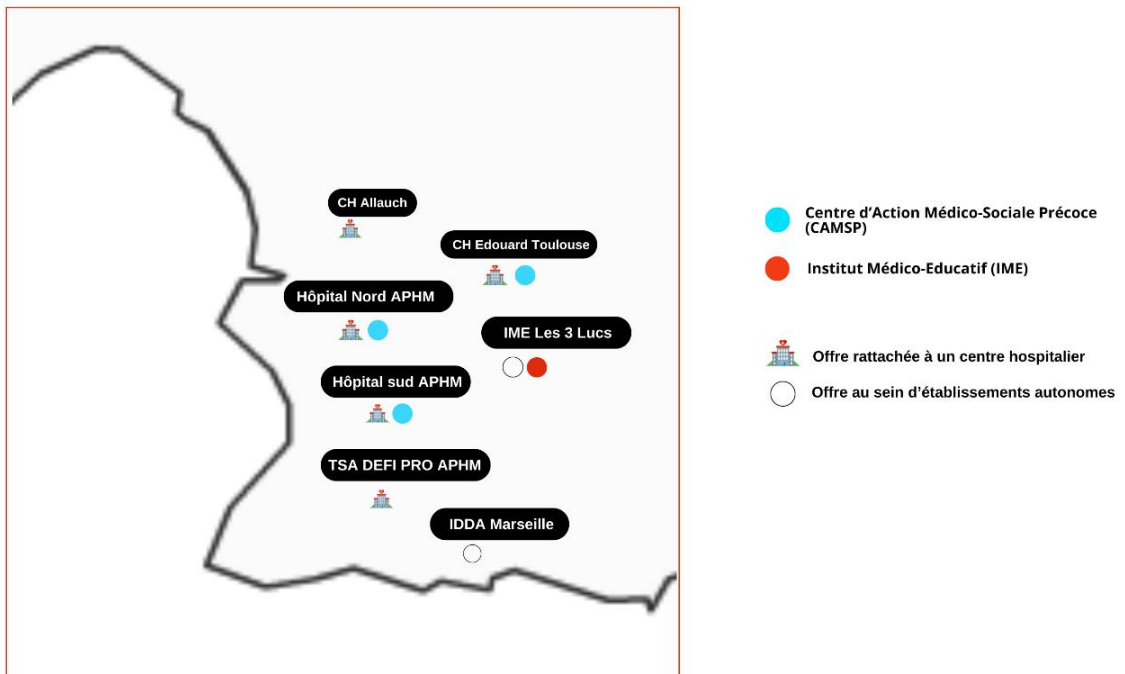 CH Allauch
CH Edouard Toulouse
Hôpital Nord APHM
IME Les 3 Lucs
Hôpital sud APHM
TSA DEFI PRO APHM
IDDA Marseille
Centre d'Action Médico-Sociale Précoce
(CAMSP)
Institut Médico-Educatif (IME)
Offre rattachée à un centre hospitalier
Offre au sein d'établissements autonomes